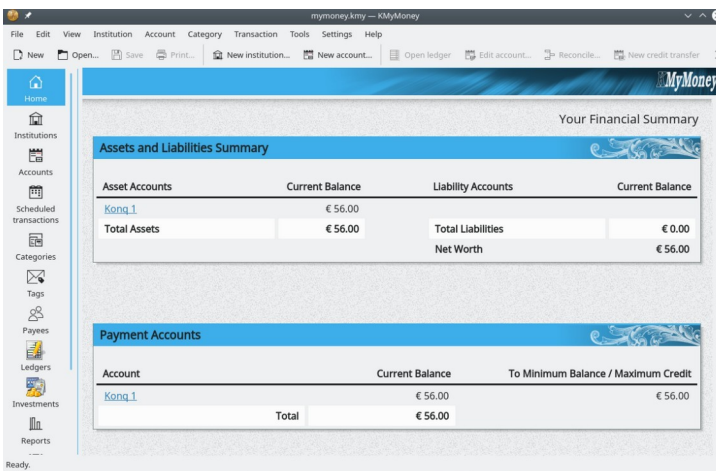 mymoney.kmy — KMyMoney
File Edit View Institution Account Category Transaction Tools Settings Help
New Open... Save Print... New institution... New account... Open ledger Edit account... Reconcile... New credit transfer
Home
MyMoney
Institutions
Your Financial Summary
Accounts
Scheduled
transactions
Categories
Tags
Payees
Ledgers
Investments
Reports
Assets and Liabilities Summary
Asset Accounts Current Balance Liability Accounts Current Balance
Konq 1 € 56.00
Total Assets € 56.00 Total Liabilities € 0.00
Net Worth € 56.00
Payment Accounts
Account Current Balance To Minimum Balance / Maximum Credit
Konq 1 € 56.00 € 56.00
Total € 56.00
Ready.